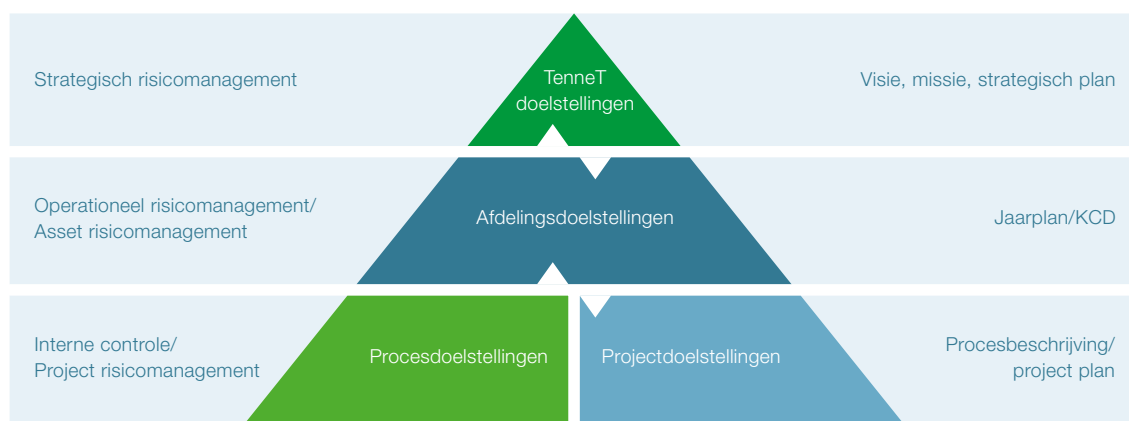 Strategisch risicomanagement
TenneT
doelstellingen
Visie, missie, strategisch plan
Operationeel risicomanagement/
Asset risicomanagement
Afdelingsdoelstellingen
Jaarplan/KCD
Interne controle/
Project risicomanagement
Procesdoelstellingen
Projectdoelstellingen
Procesbeschrijving/
project plan